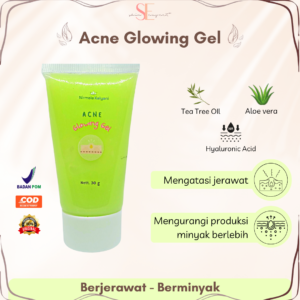 Acne Glowing Gel
Tea Tree Oil
Aloe vera
Hyaluronic Acid
ACNE
Glowing Gel
Mengatasi jerawat
Mengurangi produksi
minyak berlebih
BADAN POM
COD
Berjerawat - Berminyak